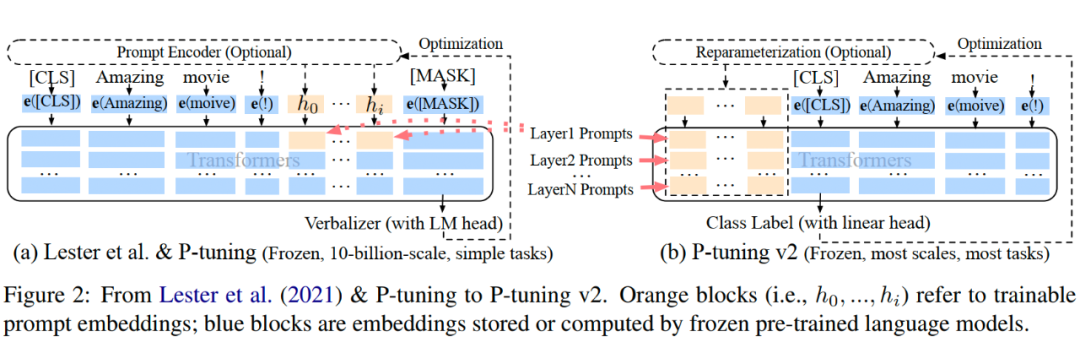 Prompt Encoder (Optional)
Optimization
[CLS] Amazing movie ! [MASK]
e([CLS]) e(Amazing) e(moive) e(!) h0 ... hi e([MASK])
Transformers
... ... ... ... ... ... ...
Verbalizer (with LM head)
(a) Lester et al. & P-tuning (Frozen, 10-billion-scale, simple tasks)
Layer1 Prompts
Layer2 Prompts
...
LayerN Prompts
Reparameterization (Optional)
Optimization
[CLS] Amazing movie !
... e([CLS]) e(Amazing) e(moive) e(!)
Transformers
... ... ... ... ... ... ...
Class Label (with linear head)
(b) P-tuning v2 (Frozen, most scales, most tasks)
Figure 2: From Lester et al. (2021) & P-tuning to P-tuning v2. Orange blocks (i.e., h0, ..., hi) refer to trainable
prompt embeddings; blue blocks are embeddings stored or computed by frozen pre-trained language models.